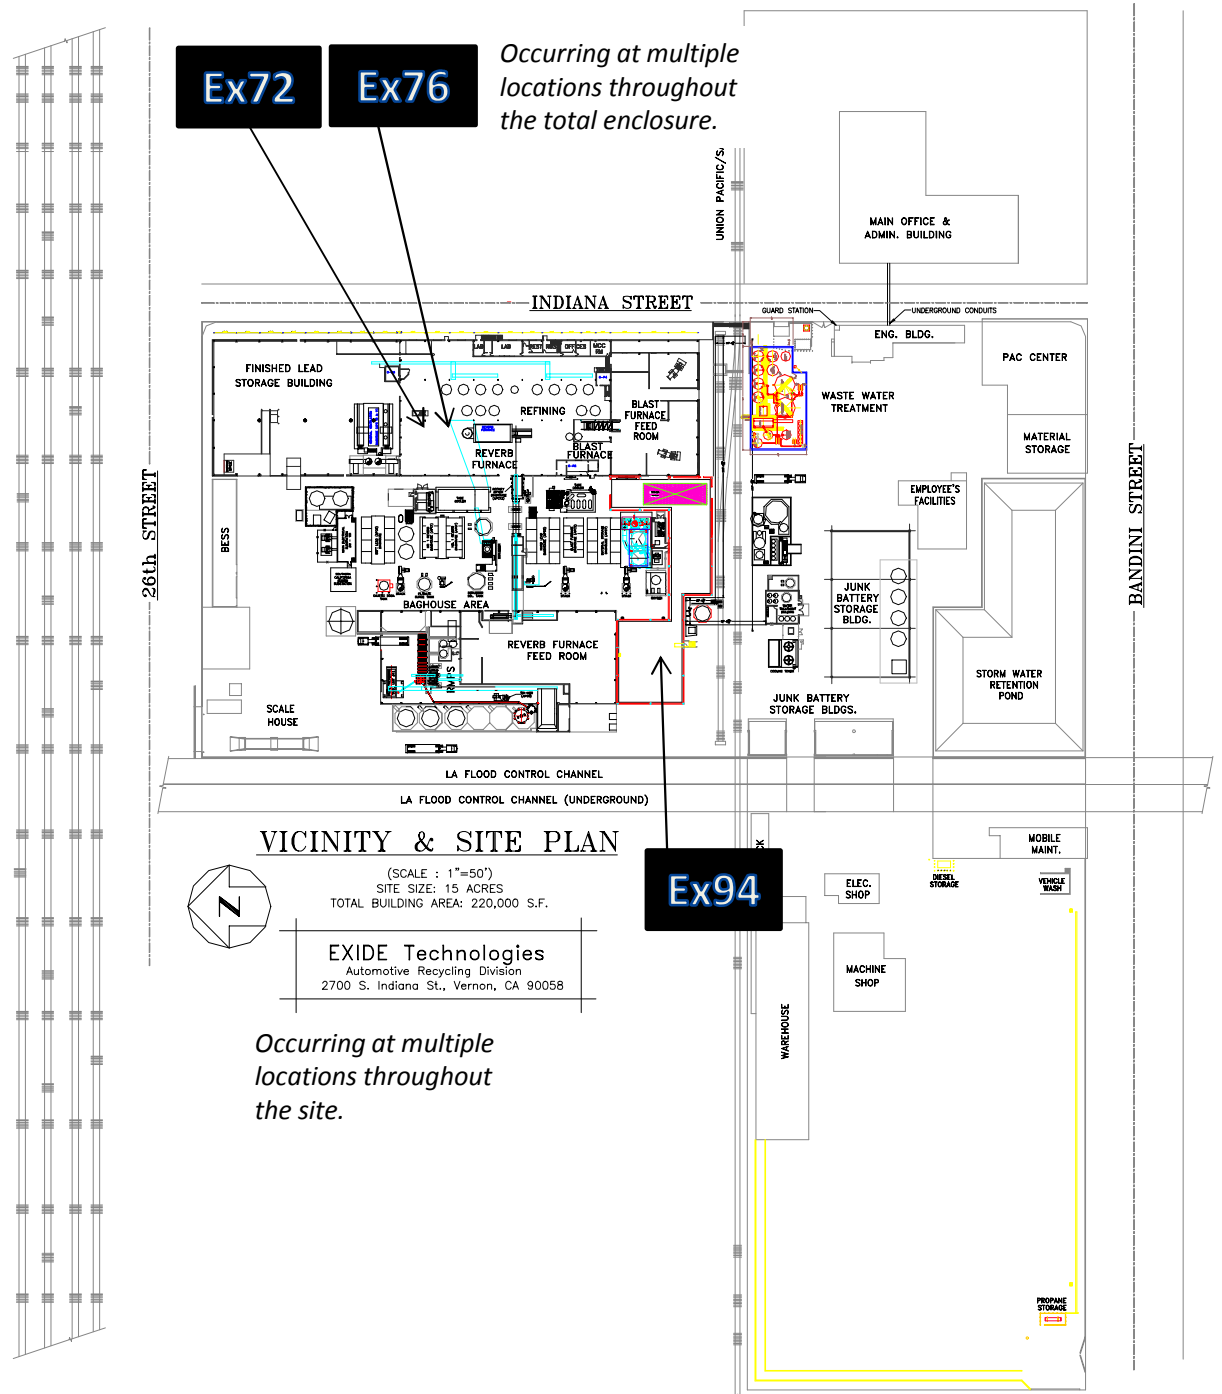 Ex72
Ex76
Occurring at multiple
locations throughout
the total enclosure.
UNION PACIFIC/S
MAIN OFFICE &
ADMIN. BUILDING
INDIANA STREET
GUARD STATION
UNDERGROUND CONDUITS
ENG. BLDG.
PAC CENTER
FINISHED LEAD
STORAGE BUILDING
LAB
LAB
OFFICES
MCC
RM
REFINING
BLAST
FURNACE
FEED
ROOM
WASTE WATER
TREATMENT
REVERB
FURNACE
BLAST
FURNACE
MATERIAL
STORAGE
26th STREET
BANDINI STREET
BESS
EMPLOYEE'S
FACILITIES
BAGHOUSE AREA
JUNK
BATTERY
STORAGE
BLDG.
REVERB FURNACE
FEED ROOM
RMPS
STORM WATER
RETENTION
POND
SCALE
HOUSE
JUNK BATTERY
STORAGE BLDGS.
LA FLOOD CONTROL CHANNEL
LA FLOOD CONTROL CHANNEL (UNDERGROUND)
VICINITY & SITE PLAN
(SCALE : 1"=50')
SITE SIZE: 15 ACRES
TOTAL BUILDING AREA: 220,000 S.F.
N
EXIDE Technologies
Automotive Recycling Division
2700 S. Indiana St., Vernon, CA 90058
Ex94
CK
MOBILE
MAINT.
ELEC.
SHOP
DIESEL
STORAGE
VEHICLE
WASH
MACHINE
SHOP
WAREHOUSE
Occurring at multiple
locations throughout
the site.
PROPANE
STORAGE